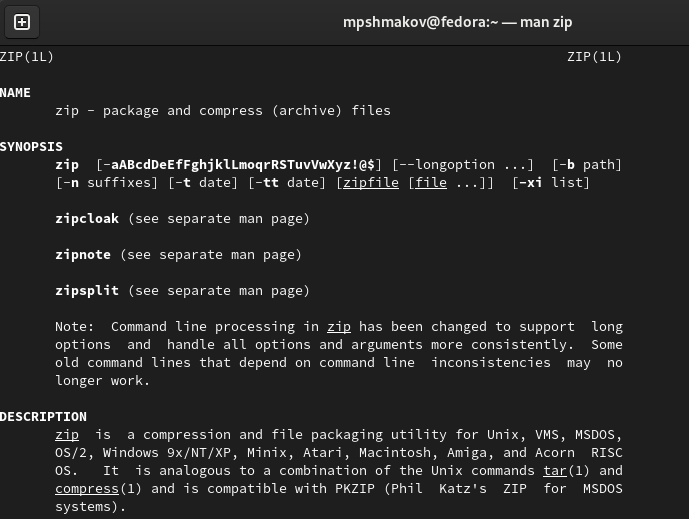 mpshmakov@fedora:~ — man zip
ZIP(1L) ZIP(1L)
NAME
zip - package and compress (archive) files
SYNOPSIS
zip [-aABcdDeEfFghjklLmoqrRSTuvVwXyz!@$] [--longoption ...] [-b path]
[-n suffixes] [-t date] [-tt date] [zipfile [file ...]] [-xi list]
zipcloak (see separate man page)
zipnote (see separate man page)
zipsplit (see separate man page)
Note: Command line processing in zip has been changed to support long
options and handle all options and arguments more consistently. Some
old command lines that depend on command line inconsistencies may no
longer work.
DESCRIPTION
zip is a compression and file packaging utility for Unix, VMS, MSDOS,
OS/2, Windows 9x/NT/XP, Minix, Atari, Macintosh, Amiga, and Acorn RISC
OS. It is analogous to a combination of the Unix commands tar(1) and
compress(1) and is compatible with PKZIP (Phil Katz's ZIP for MSDOS
systems).